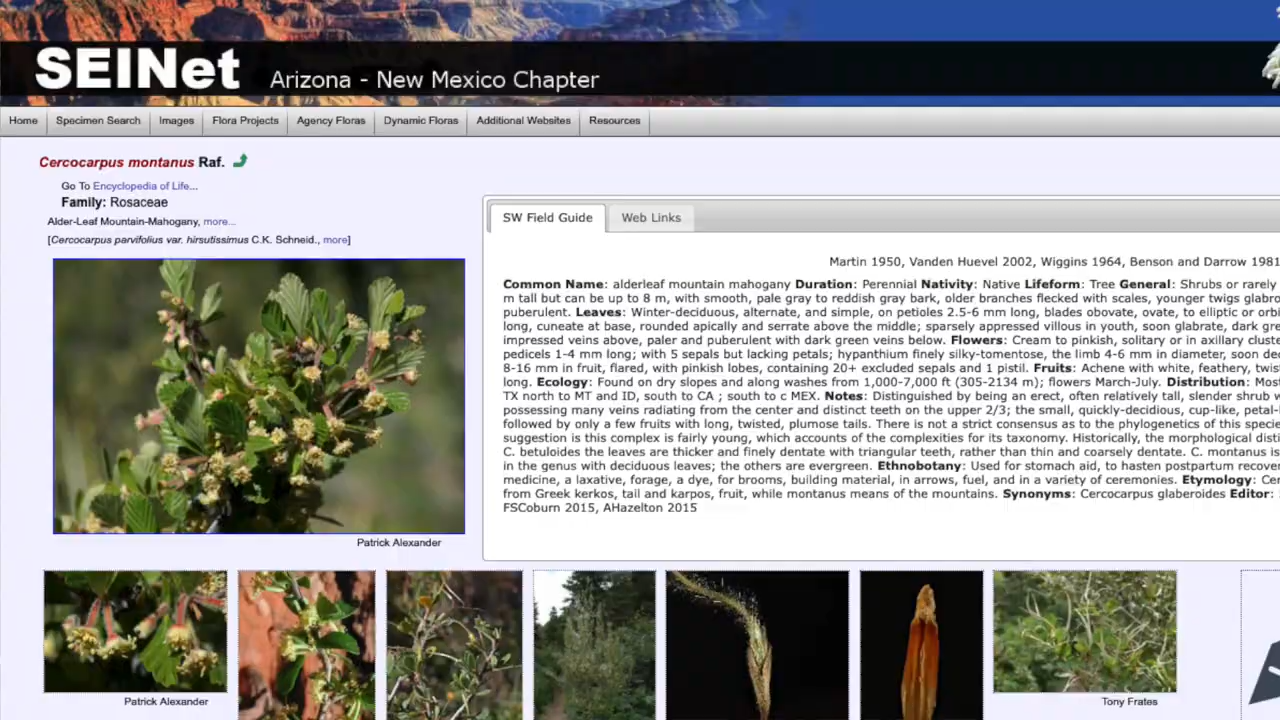 SEINet Arizona - New Mexico Chapter
Home Specimen Search Images Flora Projects Agency Floras Dynamic Floras Additional Websites Resources
Cercocarpus montanus Raf.
Go To Encyclopedia of Life...
Family: Rosaceae
Alder-Leaf Mountain-Mahogany, more...
[Cercocarpus parvifolius var. hirsutissimus C.K. Schneid., more]
Patrick Alexander
SW Field Guide Web Links
Martin 1950, Vanden Huevel 2002, Wiggins 1964, Benson and Darrow 1981
Common Name: alderleaf mountain mahogany Duration: Perennial Nativity: Native Lifeform: Tree General: Shrubs or rarely
m tall but can be up to 8 m, with smooth, pale gray to reddish gray bark, older branches flecked with scales, younger twigs glabro
puberulent. Leaves: Winter-deciduous, alternate, and simple, on petioles 2.5-6 mm long, blades obovate, ovate, to elliptic or orbi
long, cuneate at base, rounded apically and serrate above the middle; sparsely appressed villous in youth, soon glabrate, dark gr
impressed veins above, paler and puberulent with dark green veins below. Flowers: Cream to pinkish, solitary or in axillary cluste
pedicels 1-4 mm long; with 5 sepals but lacking petals; hypanthium finely silky-tomentose, the limb 4-6 mm in diameter, soon dec
8-16 mm in fruit, flared, with pinkish lobes, containing 20+ excluded sepals and 1 pistil. Fruits: Achene with white, feathery, twis
long. Ecology: Found on dry slopes and along washes from 1,000-7,000 ft (305-2134 m); flowers March-July. Distribution: Mos
TX north to MT and ID, south to CA ; south to c MEX. Notes: Distinguished by being an erect, often relatively tall, slender shrub w
possessing many veins radiating from the center and distinct teeth on the upper 2/3; the small, quickly-decidious, cup-like, petal-
followed by only a few fruits with long, twisted, plumose tails. There is not a strict consensus as to the phylogenetics of this specie
suggestion is this complex is fairly young, which accounts of the complexities for its taxonomy. Historically, the morphological dist
C. betuloides the leaves are thicker and finely dentate with triangular teeth, rather than thin and coarsely dentate. C. montanus is
in the genus with deciduous leaves; the others are evergreen. Ethnobotany: Used for stomach aid, to hasten postpartum recove
medicine, a laxative, forage, a dye, for brooms, building material, in arrows, fuel, and in a variety of ceremonies. Etymology: Cer
from Greek kerkos, tail and karpos, fruit, while montanus means of the mountains. Synonyms: Cercocarpus glaberoides Editor:
FSCoburn 2015, AHazelton 2015
Patrick Alexander
Tony Frates